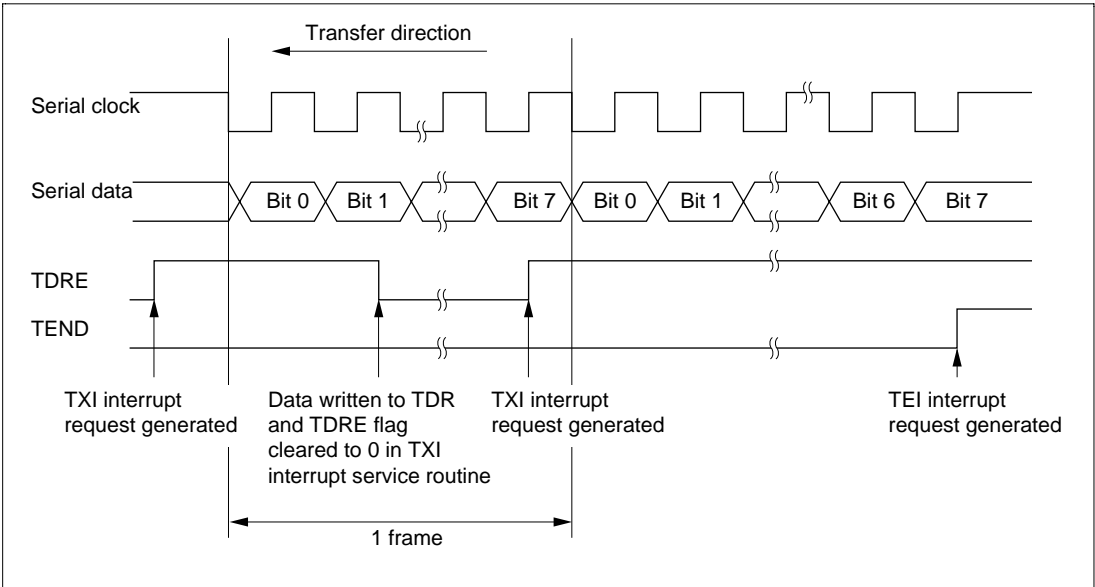 Transfer direction
Serial clock
Serial data
Bit 0
Bit 1
Bit 7
Bit 0
Bit 1
Bit 6
Bit 7
TDRE
TEND
TXI interrupt
request generated
Data written to TDR
and TDRE flag
cleared to 0 in TXI
interrupt service routine
TXI interrupt
request generated
TEI interrupt
request generated
1 frame